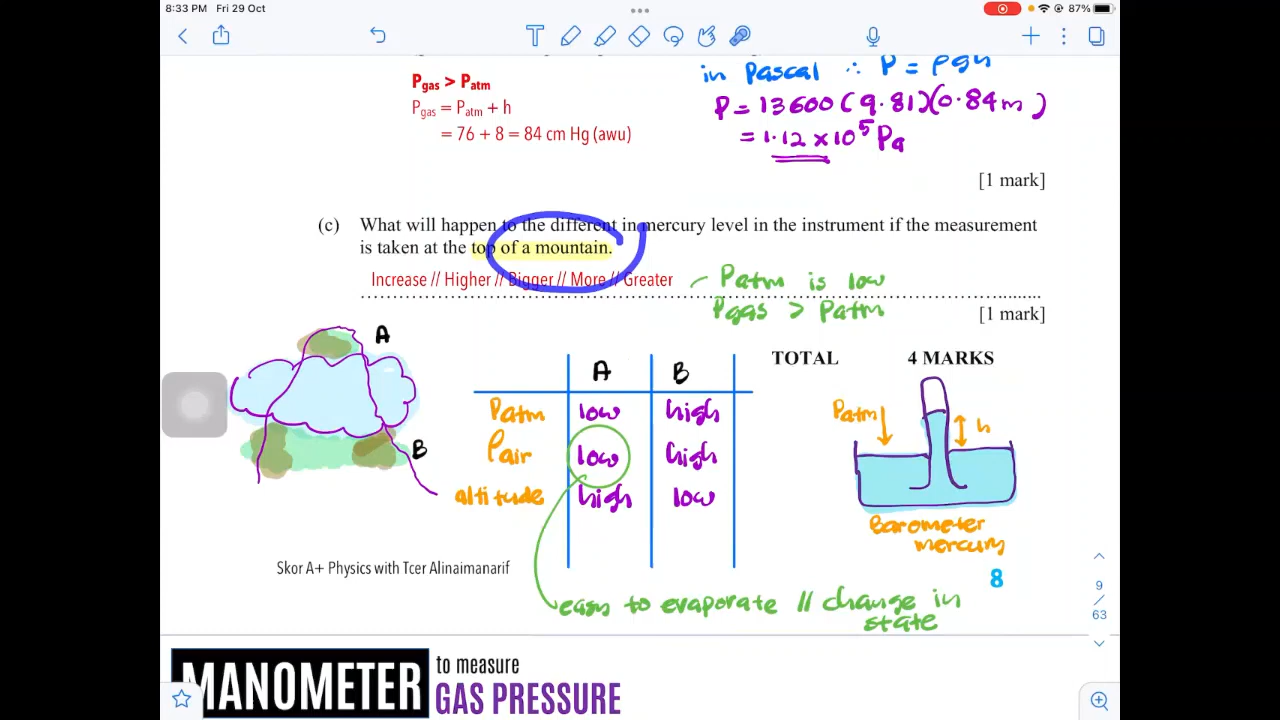 8:33 PM Fri 29 Oct
87%
in Pascal ∴ P = ρgh
Pgas > Patm
Pgas = Patm + h
= 76 + 8 = 84 cm Hg (awu)
P = 13600 (9.81)(0.84m)
= 1.12 × 10⁵ Pa
[1 mark]
(c) What will happen to the different in mercury level in the instrument if the measurement
is taken at the top of a mountain.
Increase // Higher // Bigger // More // Greater
Patm is low
Pgas > Patm
[1 mark]
TOTAL 4 MARKS
A
B
A B
Patm low high
ρair low high
altitude high low
Patm
h
Barometer
mercury
Skor A+ Physics with Tcer Alinaimanarif
8
9
/
63
easy to evaporate // change in
state
MANOMETER to measure
GAS PRESSURE